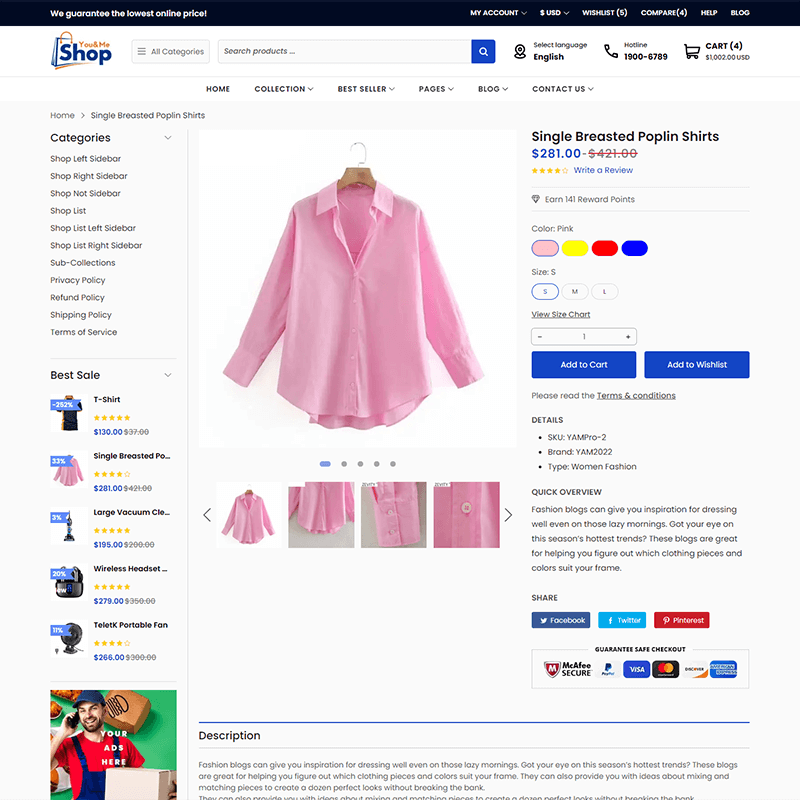 We guarantee the lowest online price!
MY ACCOUNT
$ USD
WISHLIST (5)
COMPARE(4)
HELP
BLOG
You&Me
Shop
All Categories
Search products ...
Select language
English
Hotline
1900-6789
CART (4)
$1,002.00 USD
HOME
COLLECTION
BEST SELLER
PAGES
BLOG
CONTACT US
Home > Single Breasted Poplin Shirts
Categories
Shop Left Sidebar
Shop Right Sidebar
Shop Not Sidebar
Shop List
Shop List Left Sidebar
Shop List Right Sidebar
Sub-Collections
Privacy Policy
Refund Policy
Shipping Policy
Terms of Service
Best Sale
-252%
T-Shirt
$130.00 $37.00
33%
Single Breasted Po...
$281.00 $421.00
3%
Large Vacuum Cle...
$195.00 $200.00
20%
Wireless Headset ...
$279.00 $350.00
11%
TeletK Portable Fan
$266.00 $300.00
YOUR
ADS
HERE
ZEVITY
ZEVITY
Single Breasted Poplin Shirts
$281.00-$421.00
Write a Review
Earn 141 Reward Points
Color: Pink
Size: S
S
M
L
View Size Chart
- 1 +
Add to Cart
Add to Wishlist
Please read the Terms & conditions
DETAILS
SKU: YAMPro-2
Brand: YAM2022
Type: Women Fashion
QUICK OVERVIEW
Fashion blogs can give you inspiration for dressing
well even on those lazy mornings. Got your eye on
this season's hottest trends? These blogs are great
for helping you figure out which clothing pieces and
colors suit your frame.
SHARE
Facebook
Twitter
Pinterest
GUARANTEE SAFE CHECKOUT
McAfee
SECURE
PayPal
VISA
MasterCard
DISCOVER
AMERICAN
EXPRESS
Description
Fashion blogs can give you inspiration for dressing well even on those lazy mornings. Got your eye on this season's hottest trends? These blogs
are great for helping you figure out which clothing pieces and colors suit your frame. They can also provide you with ideas about mixing and
matching pieces to create a dozen perfect looks without breaking the bank.
They can also provide you with ideas about mixing and matching pieces to create a dozen perfect looks without breaking the bank.